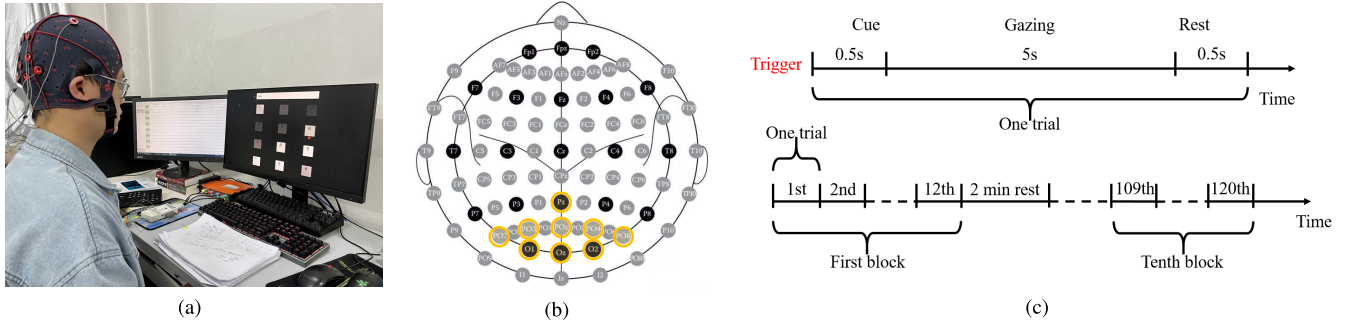 Nz
Fp1 Fpz Fp2
AF7 AF3 AFz AF4 AF8
F9 F10
F7 F5 F3 F1 Fz F4 F6 F8
FT9 FT7 FC5 FC3 FC1 FCz FC2 FC4 FC6 FT8 FT10
T9 T7 C5 C3 C1 Cz C2 C4 C6 T8 T10
TP9 TP7 CP5 CP3 CP1 CPz CP2 CP4 CP6 TP8 TP10
P9 P7 P5 P3 P1 Pz P2 P4 P6 P8 P10
PO9 PO3 POz PO4 PO8
O1 Oz O2
I1 Iz I2
Cue Gazing Rest
Trigger 0.5s 5s 0.5s
Time
One trial
One trial
1st 2nd 12th 2 min rest 109th 120th
Time
First block Tenth block
(a) (b) (c)